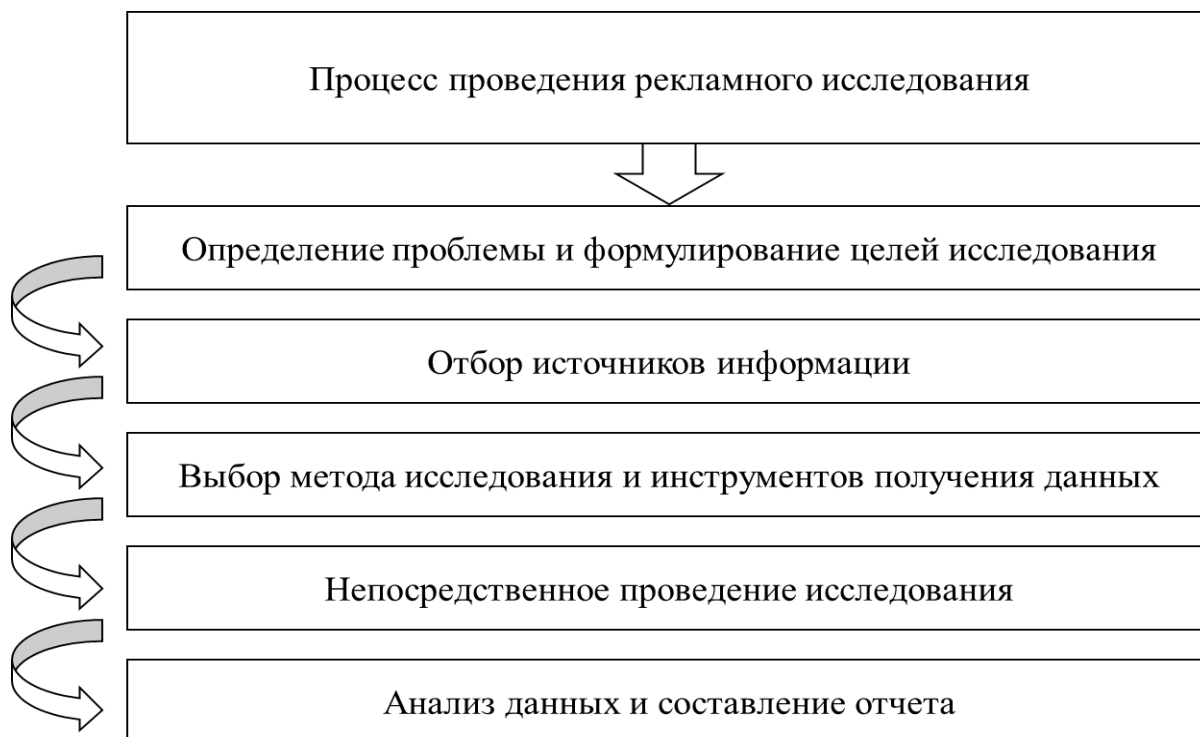 Процесс проведения рекламного исследования
Определение проблемы и формулирование целей исследования
Отбор источников информации
Выбор метода исследования и инструментов получения данных
Непосредственное проведение исследования
Анализ данных и составление отчета